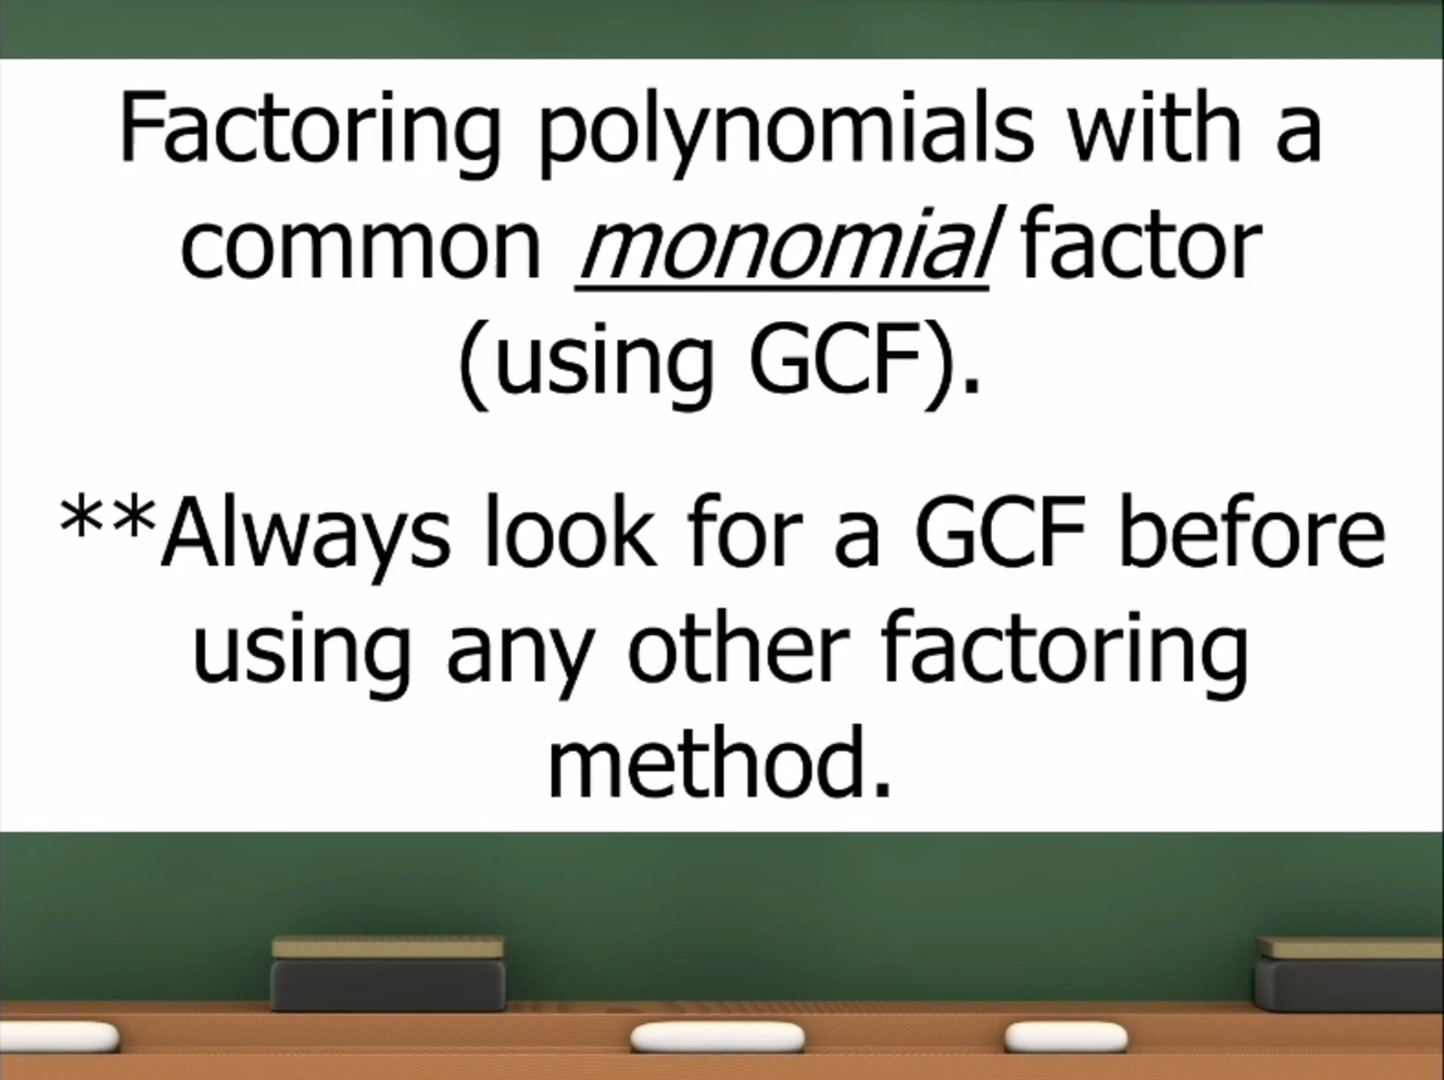 Factoring polynomials with a
common monomial factor
(using GCF).
**Always look for a GCF before
using any other factoring
method.